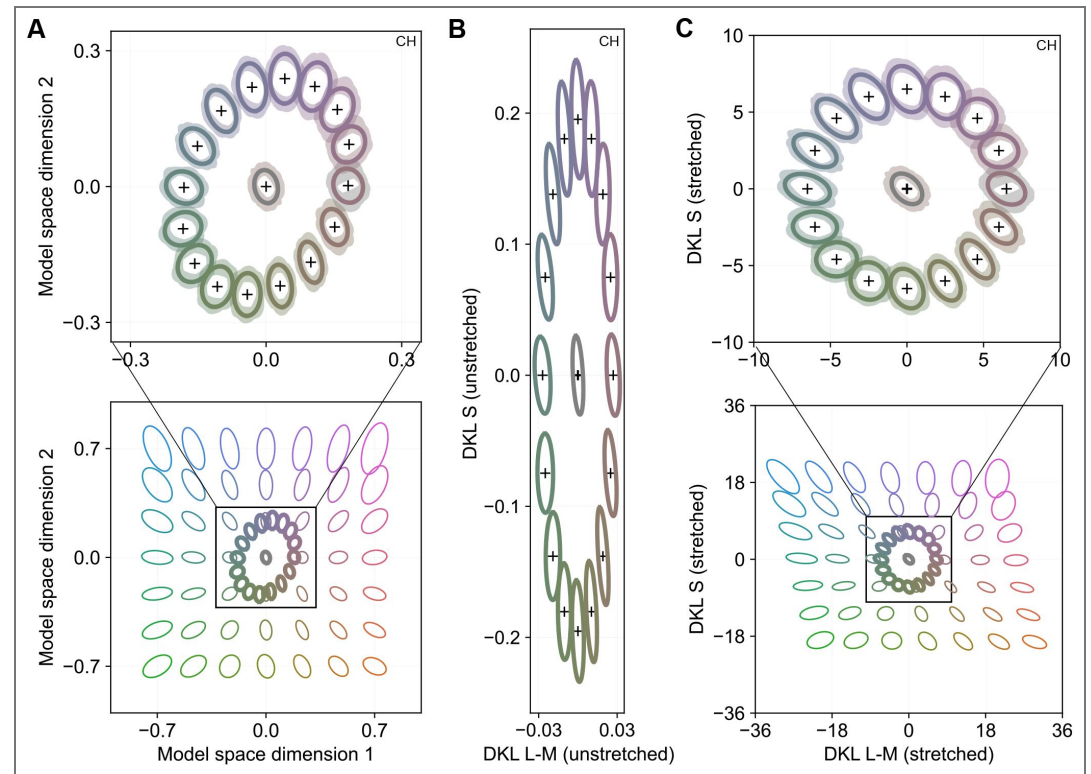 A
CH
0.3
0.0
−0.3
−0.3
0.0
0.3
Model space dimension 2
0.7
0.0
−0.7
−0.7
0.0
0.7
Model space dimension 2
Model space dimension 1
B
CH
0.2
0.1
0.0
−0.1
−0.2
−0.03
0.03
DKL S (unstretched)
DKL L-M (unstretched)
C
CH
10
5
0
−5
−10
−10
−5
0
5
10
DKL S (stretched)
36
18
0
−18
−36
−36
−18
0
18
36
DKL S (stretched)
DKL L-M (stretched)